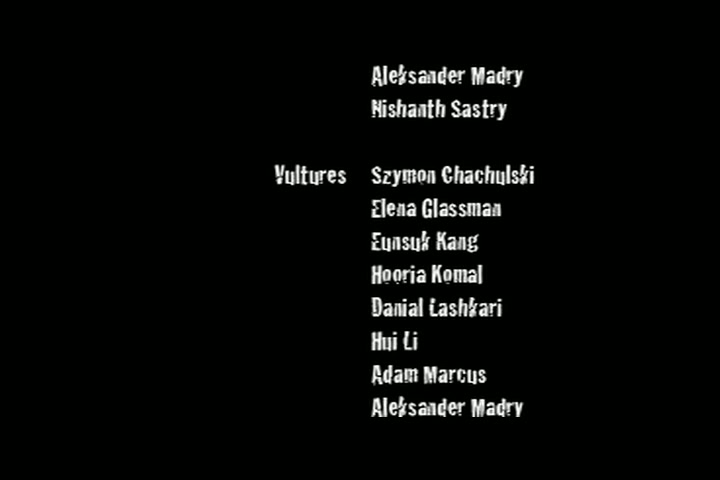 Aleksander Madry
Nishanth Sastry
Vultures Szymon Chachulski
Elena Glassman
Eunsuk Kang
Hooria Komal
Danial Lashkari
Hui Li
Adam Marcus
Aleksander Madry